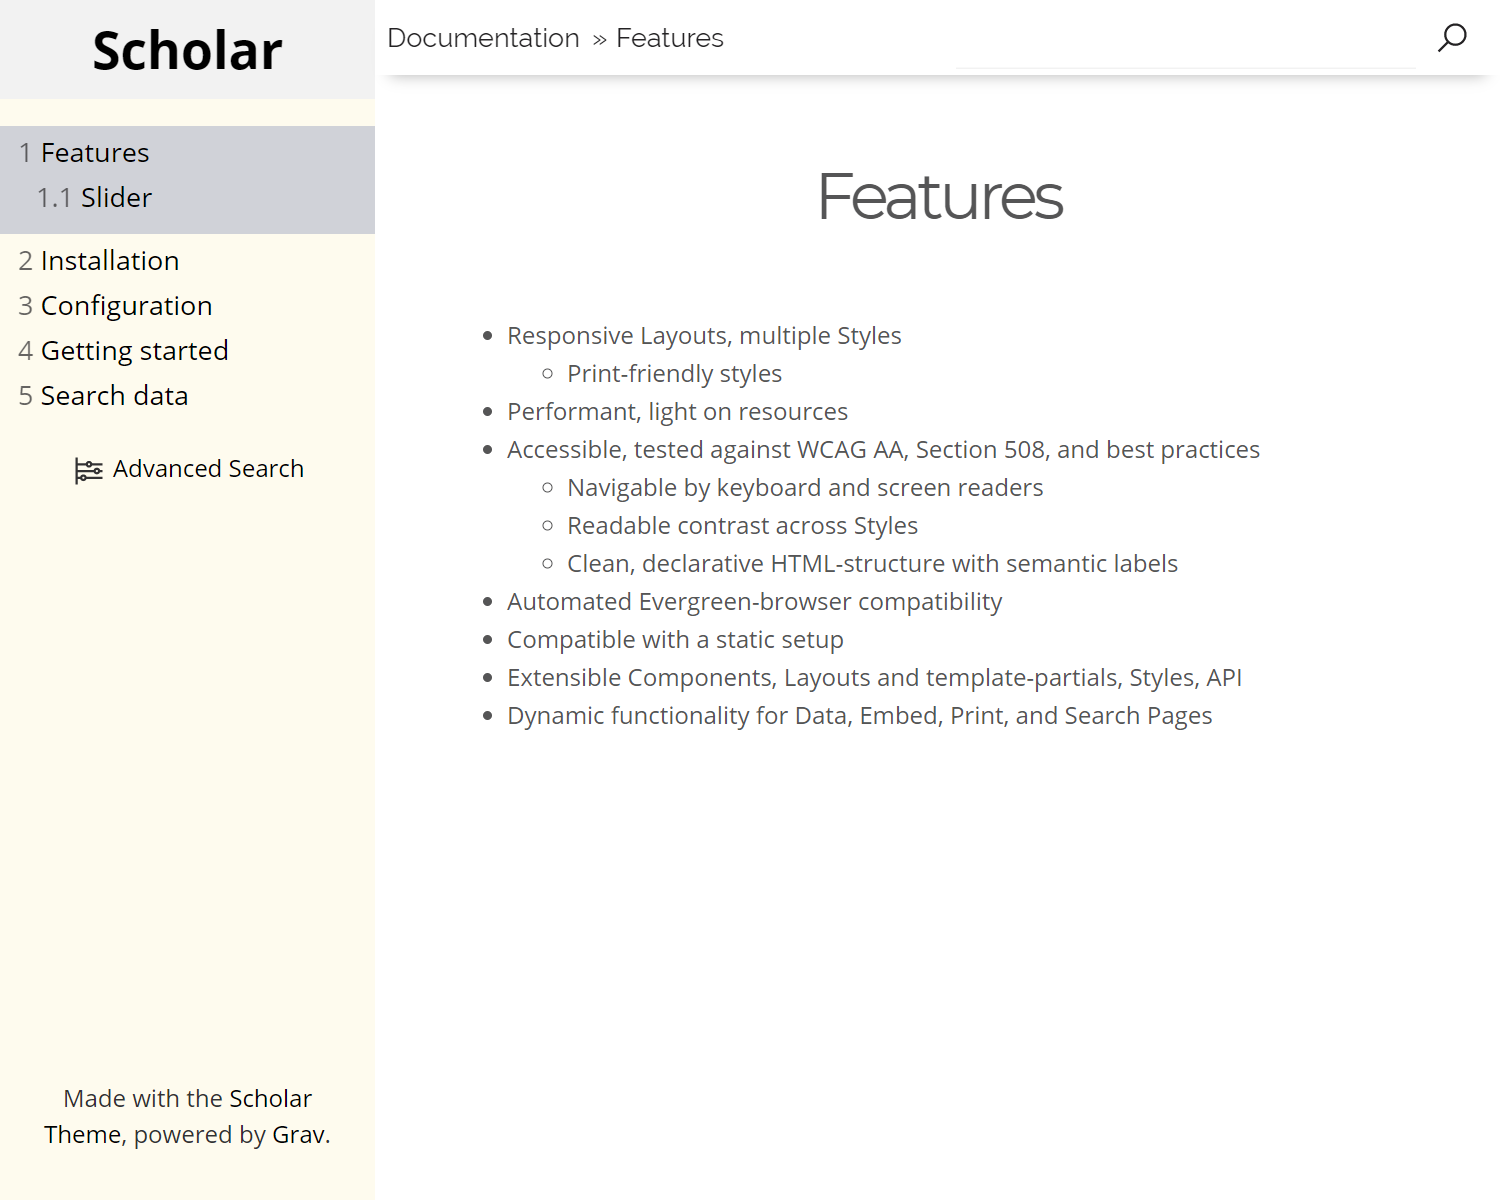 Scholar
1 Features
1.1 Slider
2 Installation
3 Configuration
4 Getting started
5 Search data
Advanced Search
Made with the Scholar
Theme, powered by Grav.
Documentation » Features
Features
Responsive Layouts, multiple Styles
Print-friendly styles
Performant, light on resources
Accessible, tested against WCAG AA, Section 508, and best practices
Navigable by keyboard and screen readers
Readable contrast across Styles
Clean, declarative HTML-structure with semantic labels
Automated Evergreen-browser compatibility
Compatible with a static setup
Extensible Components, Layouts and template-partials, Styles, API
Dynamic functionality for Data, Embed, Print, and Search Pages